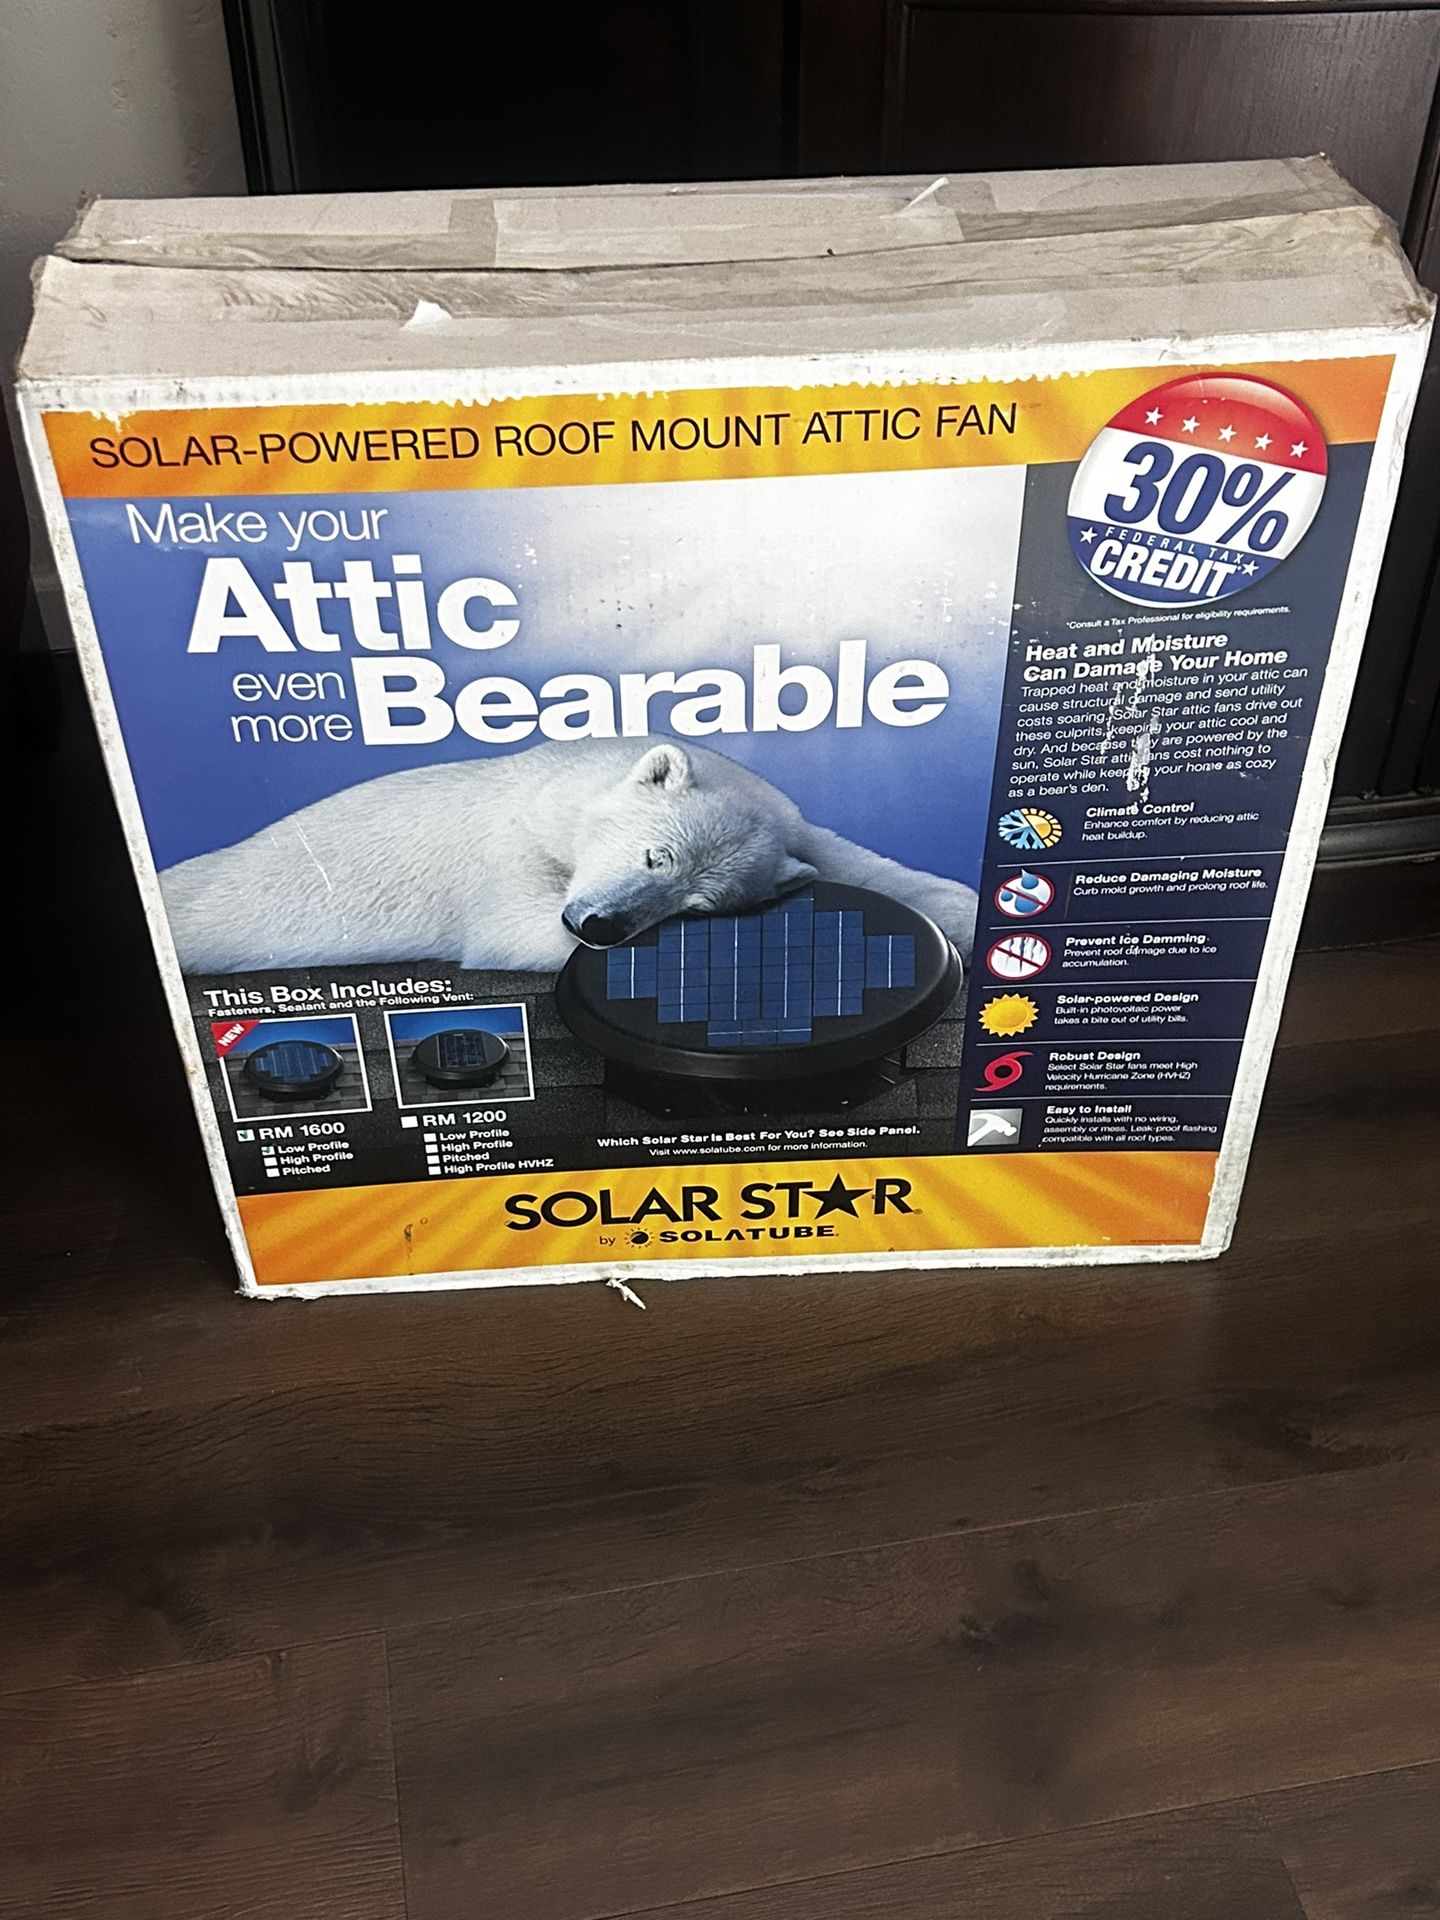 SOLAR-POWERED ROOF MOUNT ATTIC FAN
30%
FEDERAL TAX
CREDIT*
*Consult a Tax Professional for eligibility requirements.
Make your
Attic
even
more Bearable
Heat and Moisture
Can Damage Your Home
Trapped heat and moisture in your attic can
cause structural damage and send utility
costs soaring. Solar Star attic fans drive out
these culprits, keeping your attic cool and
dry. And because they are powered by the
sun, Solar Star attic fans cost nothing to
operate while keeping your home as cozy
as a bear's den.
Climate Control
Enhance comfort by reducing attic
heat buildup.
Reduce Damaging Moisture
Curb mold growth and prolong roof life.
Prevent Ice Damming
Prevent roof damage due to ice
accumulation.
Solar-powered Design
Built-in photovoltaic power
takes a bite out of utility bills.
Robust Design
Select Solar Star fans meet High
Velocity Hurricane Zone (HVHZ)
requirements.
Easy to Install
Quickly installs with no wiring,
assembly or mess. Leak-proof flashing
compatible with all roof types.
This Box Includes:
Fasteners, Sealant and the Following Vent:
NEW
RM 1600
Low Profile
High Profile
Pitched
RM 1200
Low Profile
High Profile
Pitched
High Profile HVHZ
Which Solar Star Is Best For You? See Side Panel.
Visit www.solatube.com for more information.
SOLAR STAR®
by SOLATUBE®